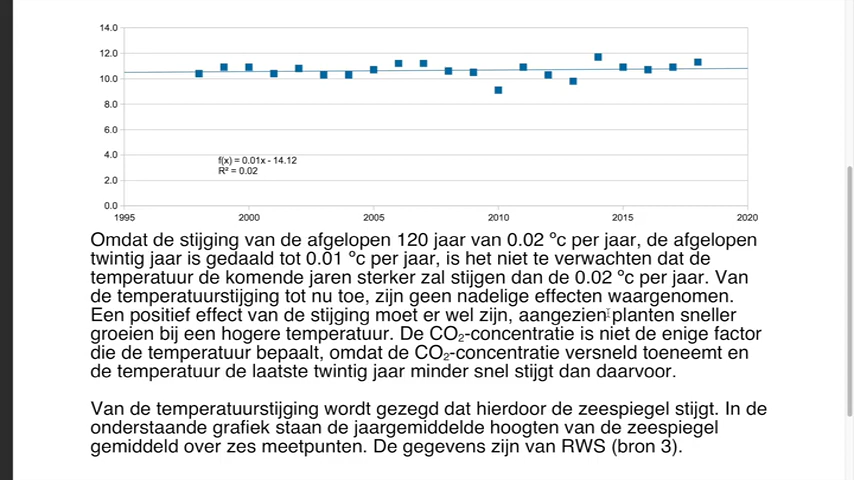 14.0
12.0
10.0
8.0
6.0
4.0
2.0
0.0
f(x) = 0.01x - 14.12
R² = 0.02
1995 2000 2005 2010 2015 2020
Omdat de stijging van de afgelopen 120 jaar van 0.02 ºc per jaar, de afgelopen
twintig jaar is gedaald tot 0.01 ºc per jaar, is het niet te verwachten dat de
temperatuur de komende jaren sterker zal stijgen dan de 0.02 ºc per jaar. Van
de temperatuurstijging tot nu toe, zijn geen nadelige effecten waargenomen.
Een positief effect van de stijging moet er wel zijn, aangezien planten sneller
groeien bij een hogere temperatuur. De CO₂-concentratie is niet de enige factor
die de temperatuur bepaalt, omdat de CO₂-concentratie versneld toeneemt en
de temperatuur de laatste twintig jaar minder snel stijgt dan daarvoor.
Van de temperatuurstijging wordt gezegd dat hierdoor de zeespiegel stijgt. In de
onderstaande grafiek staan de jaargemiddelde hoogten van de zeespiegel
gemiddeld over zes meetpunten. De gegevens zijn van RWS (bron 3).